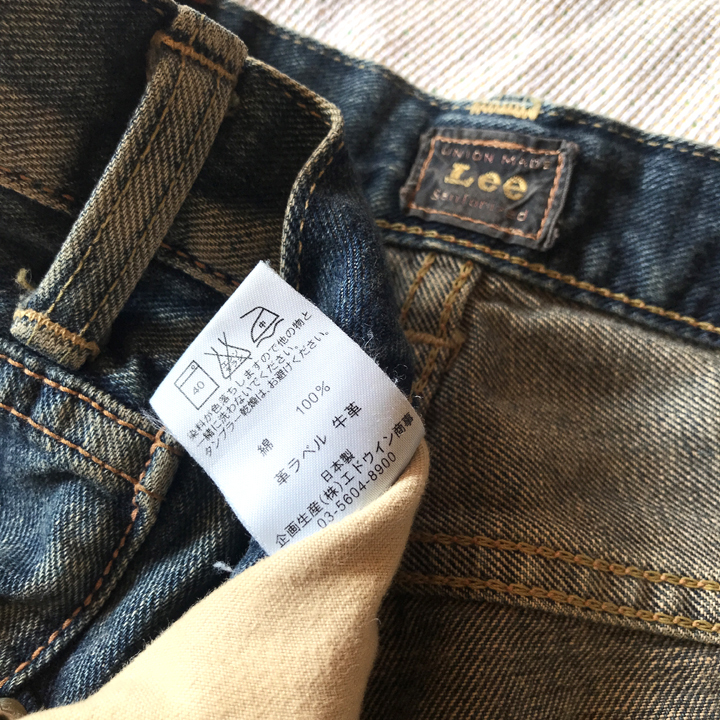 UNION MADE
Lee
Sanforized
40
染料が色落ちしますので他の物と
一緒に洗わないでください。
タンブラー乾燥は、お避けください。
綿 100%
革ラベル 牛革
日本製
企画生産(株)エドウイン商事
03-5604-8900